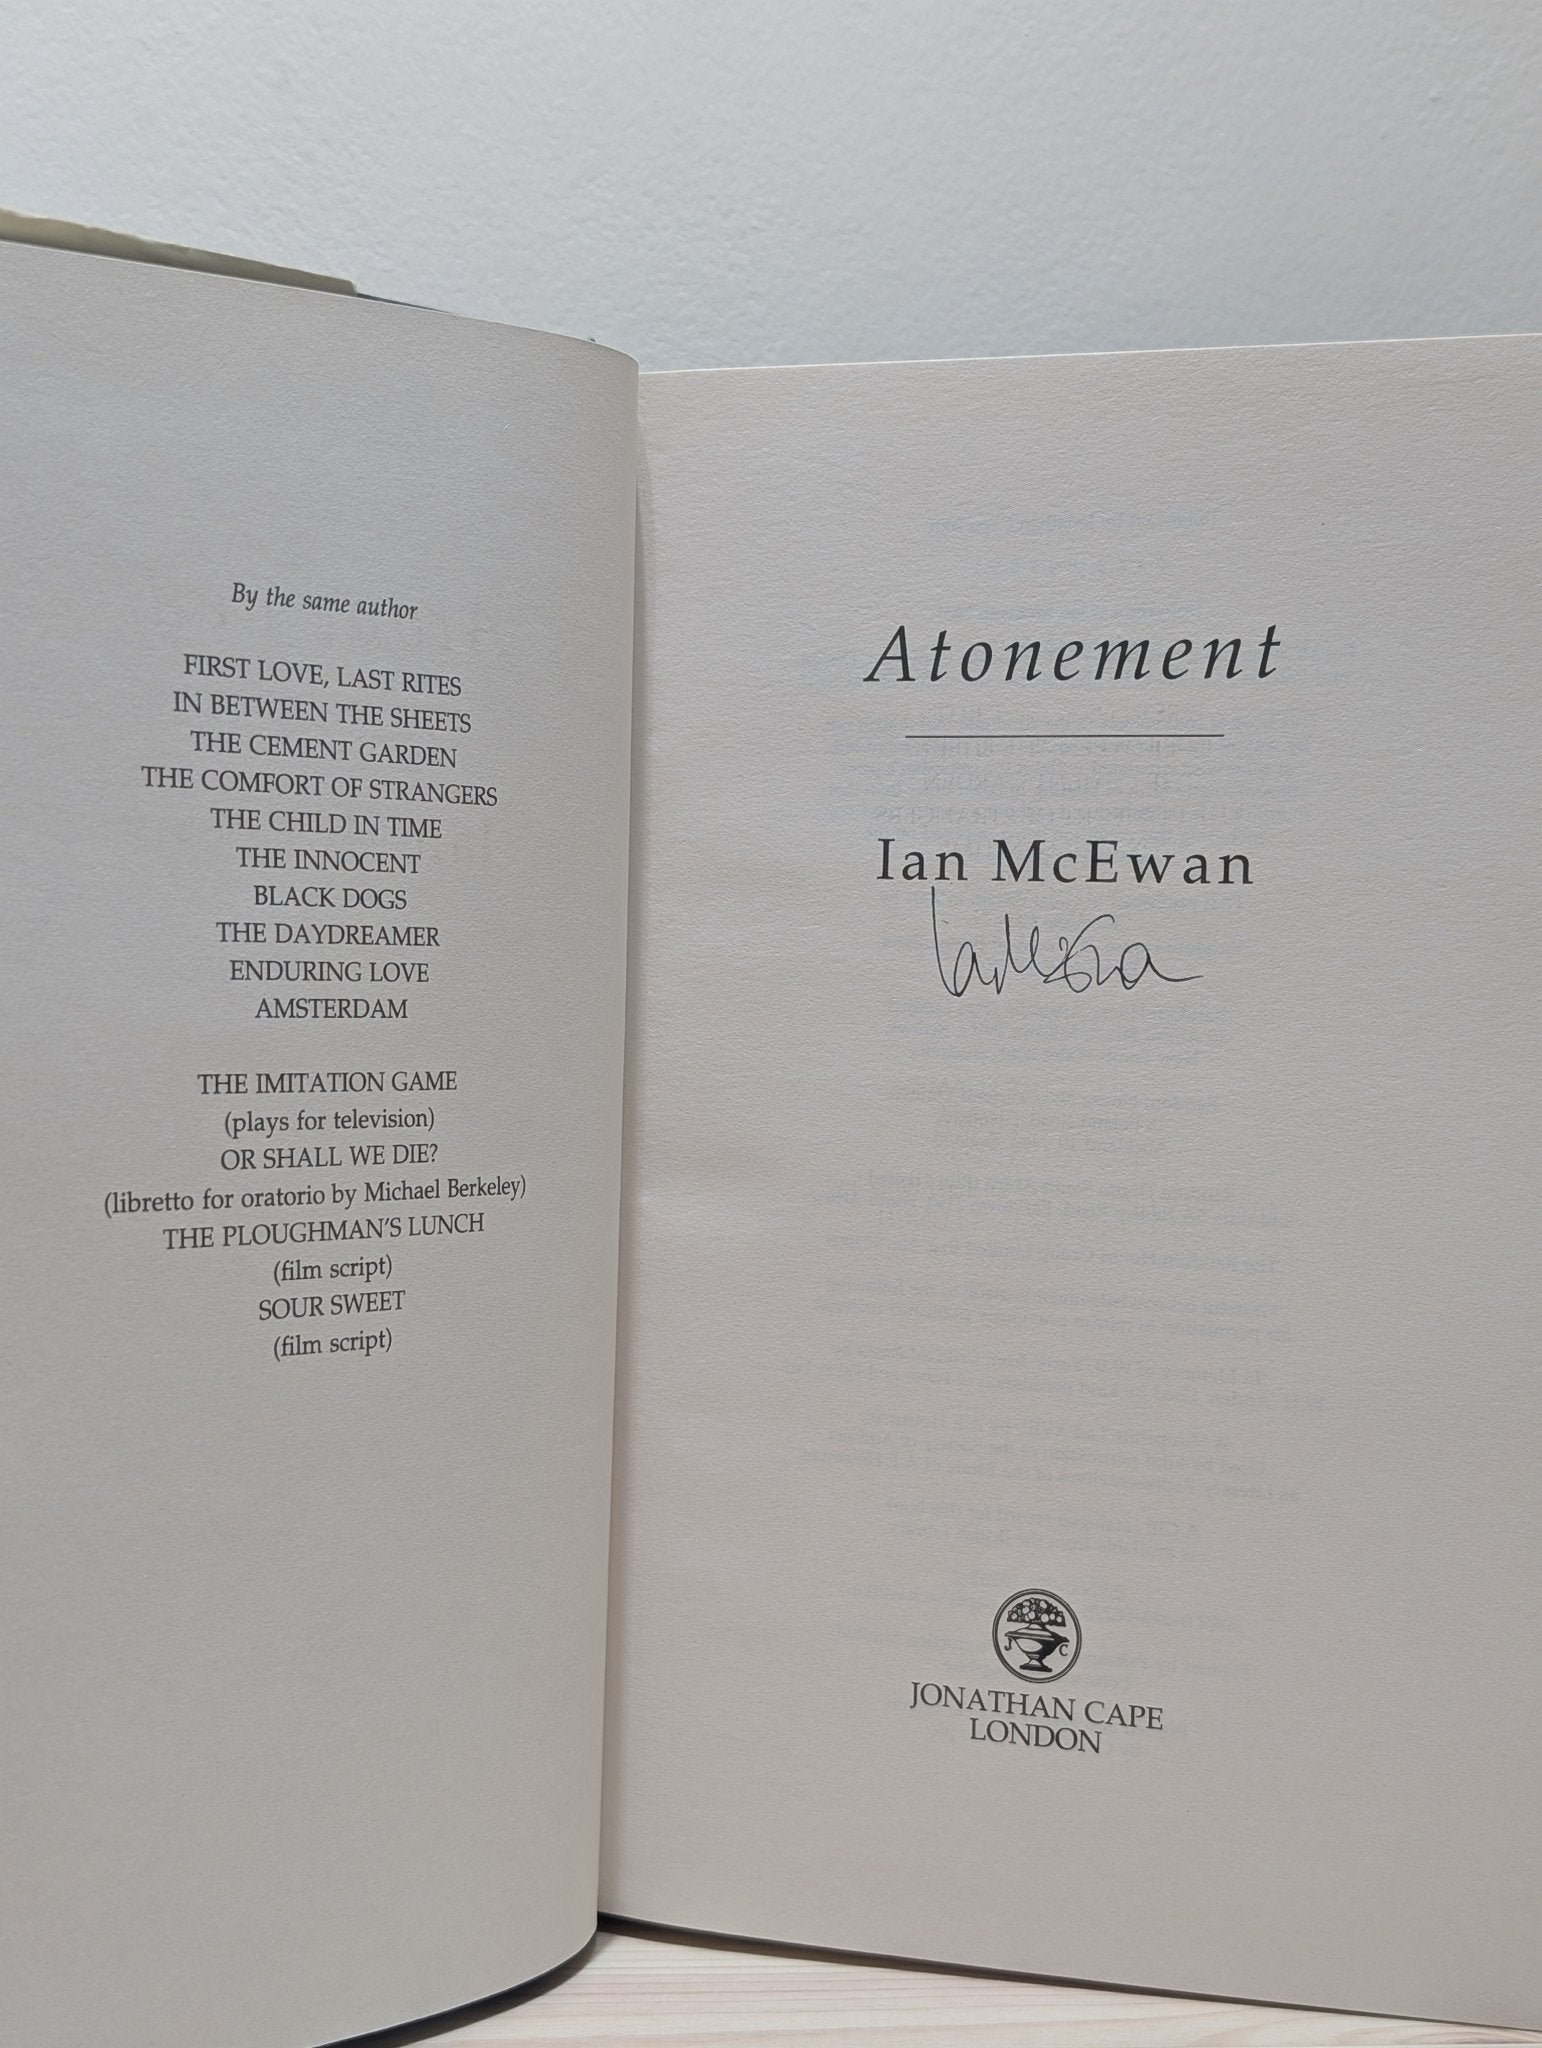 By the same author
FIRST LOVE, LAST RITES
IN BETWEEN THE SHEETS
THE CEMENT GARDEN
THE COMFORT OF STRANGERS
THE CHILD IN TIME
THE INNOCENT
BLACK DOGS
THE DAYDREAMER
ENDURING LOVE
AMSTERDAM
THE IMITATION GAME
(plays for television)
OR SHALL WE DIE?
(libretto for oratorio by Michael Berkeley)
THE PLOUGHMAN'S LUNCH
(film script)
SOUR SWEET
(film script)
Atonement
Ian McEwan
J C
JONATHAN CAPE
LONDON